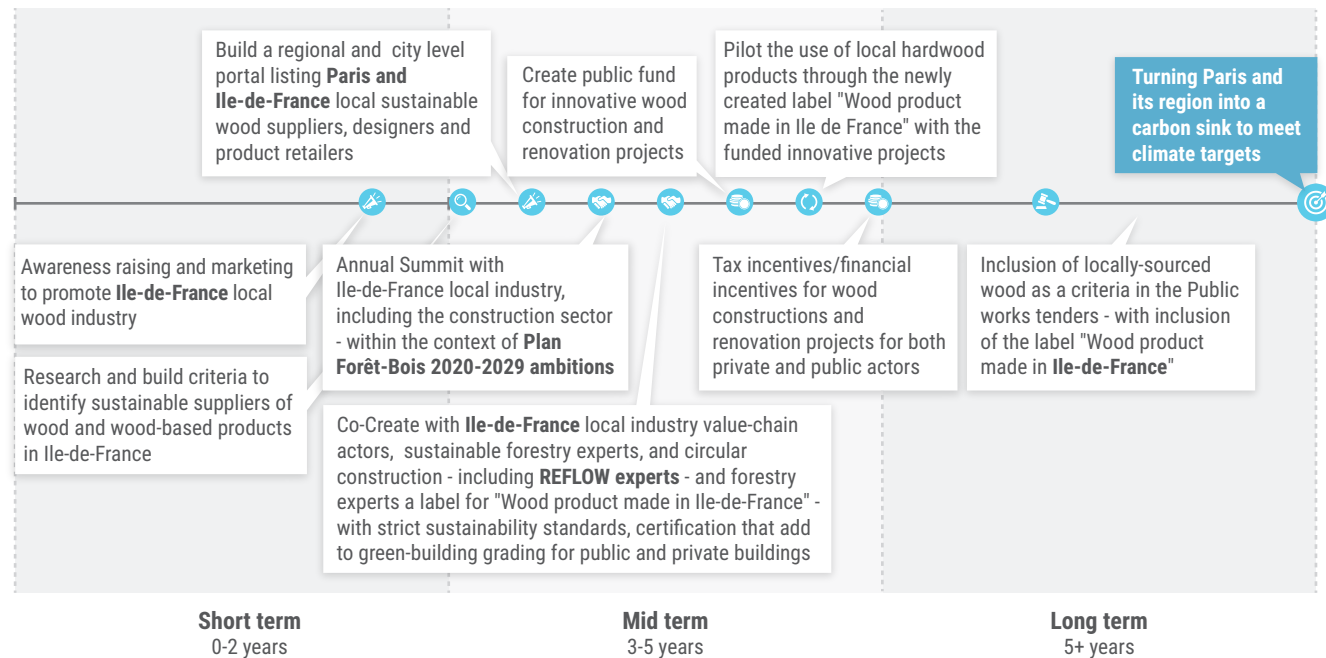 Build a regional and city level
portal listing Paris and
Ile-de-France local sustainable
wood suppliers, designers and
product retailers
Create public fund
for innovative wood
construction and
renovation projects
Pilot the use of local hardwood
products through the newly
created label "Wood product
made in Ile de France" with the
funded innovative projects
Turning Paris and
its region into a
carbon sink to meet
climate targets
Awareness raising and marketing
to promote Ile-de-France local
wood industry
Research and build criteria to
identify sustainable suppliers of
wood and wood-based products
in Ile-de-France
Annual Summit with
Ile-de-France local industry,
including the construction sector
- within the context of Plan
Forêt-Bois 2020-2029 ambitions
Co-Create with Ile-de-France local industry value-chain
actors, sustainable forestry experts, and circular
construction - including REFLOW experts - and forestry
experts a label for "Wood product made in Ile-de-France" -
with strict sustainability standards, certification that add
to green-building grading for public and private buildings
Tax incentives/financial
incentives for wood
constructions and
renovation projects for both
private and public actors
Inclusion of locally-sourced
wood as a criteria in the Public
works tenders - with inclusion
of the label "Wood product
made in Ile-de-France"
Short term
0-2 years
Mid term
3-5 years
Long term
5+ years